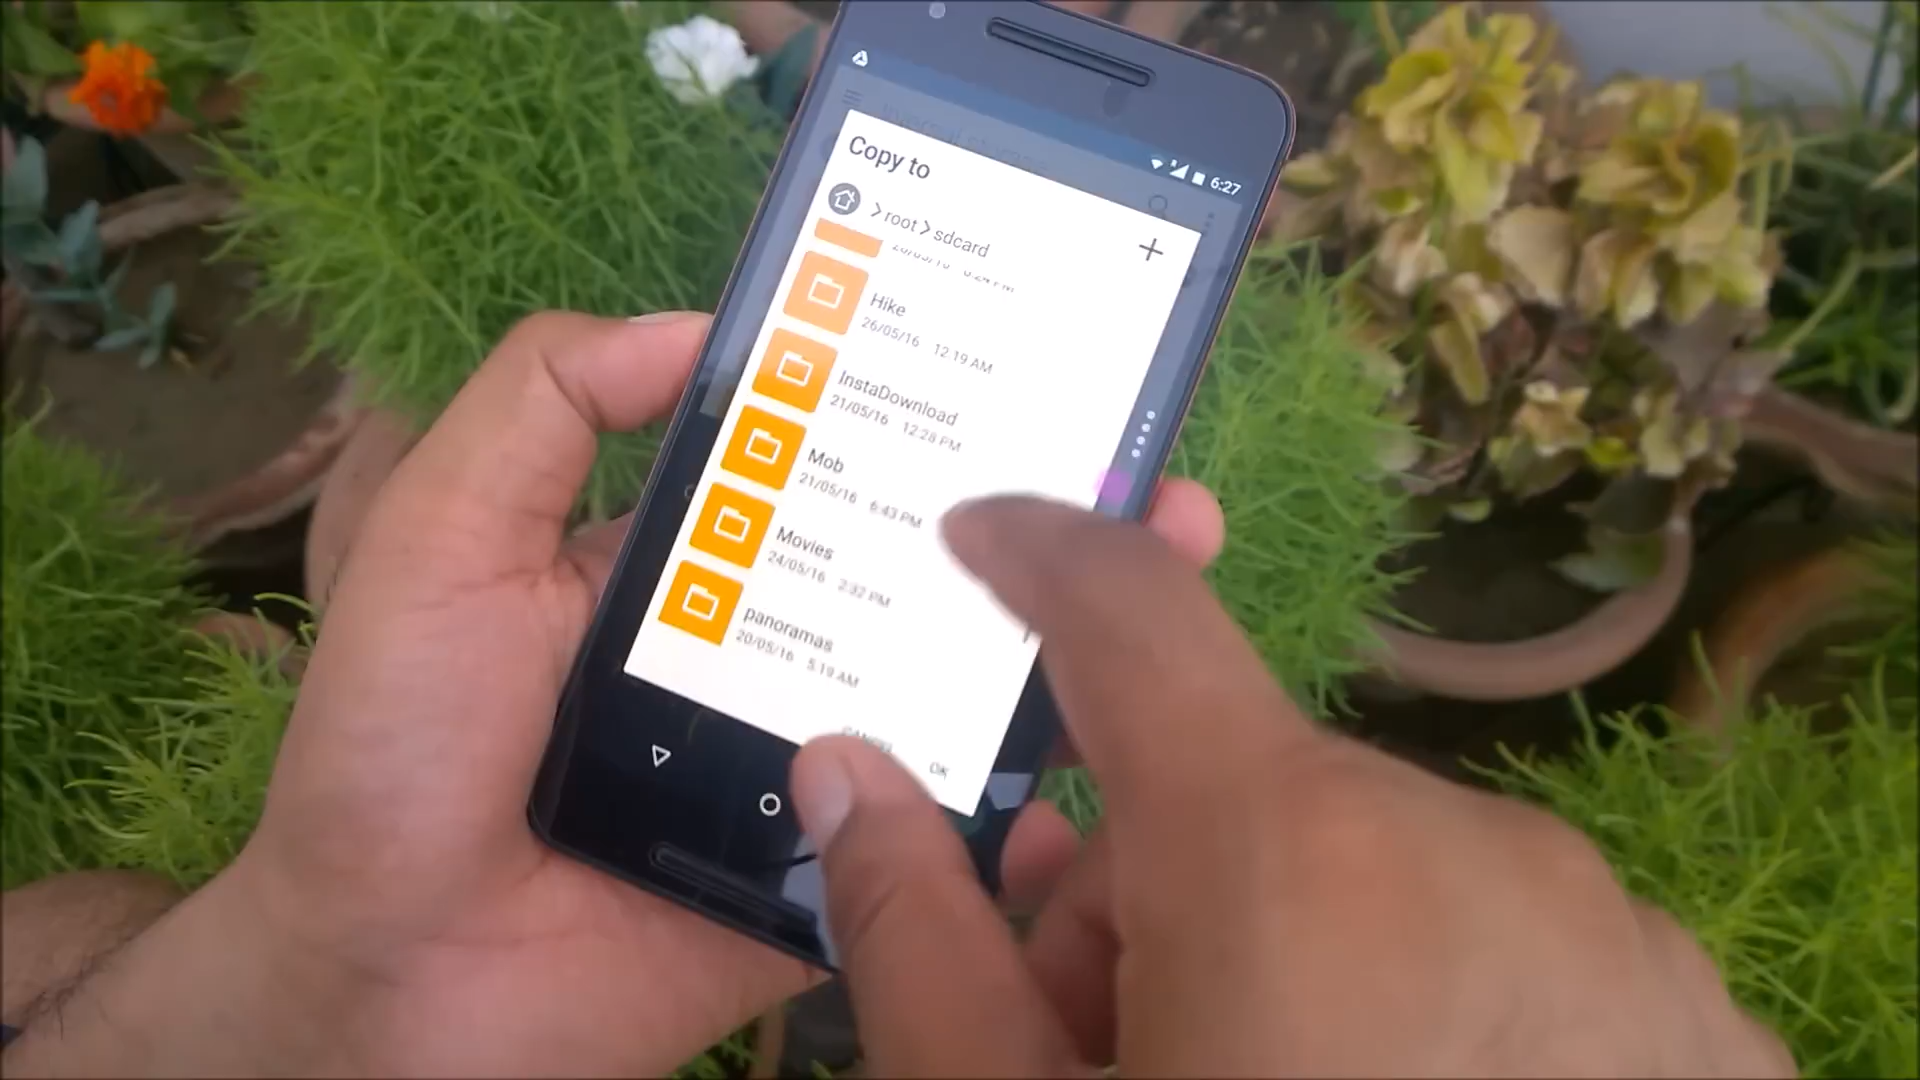 6:27
Copy to
root sdcard
Hike
26/05/16 12:19 AM
InstaDownload
21/05/16 12:28 PM
Mob
21/05/16 6:43 PM
Movies
24/05/16 2:32 PM
panoramas
20/05/16 5:19 AM
CANCEL
OK